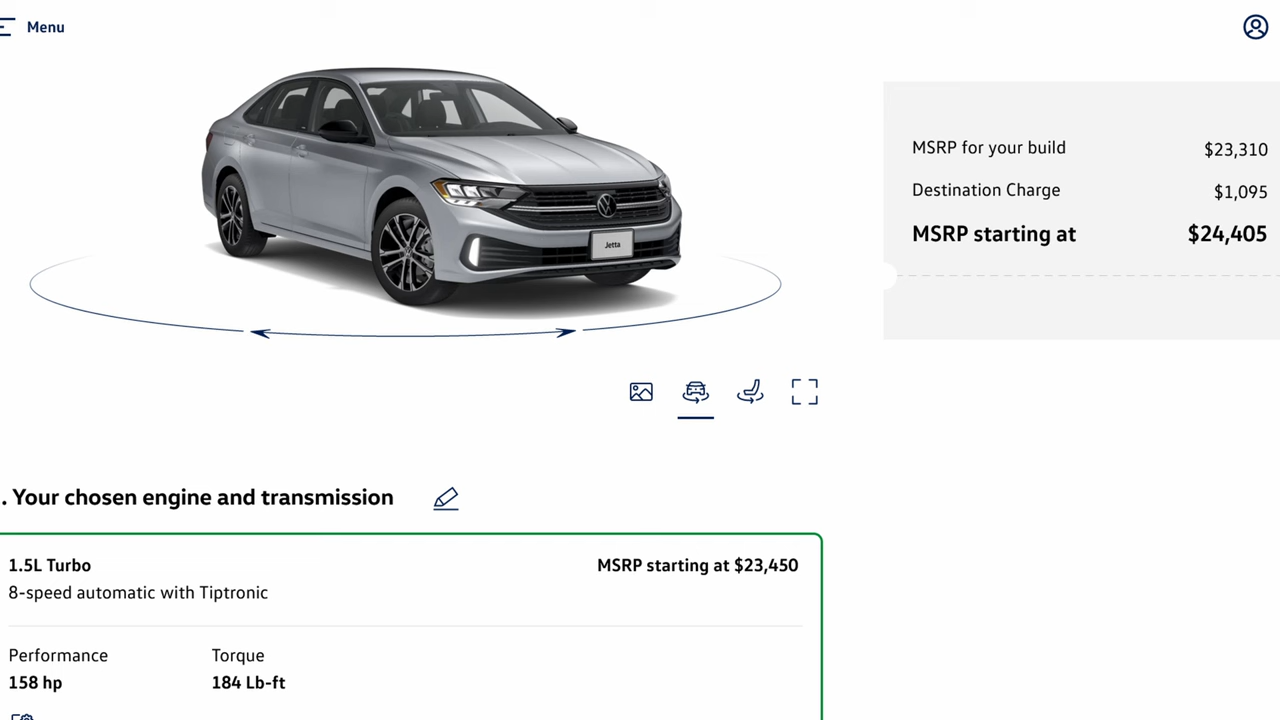 Menu
MSRP for your build $23,310
Destination Charge $1,095
MSRP starting at $24,405
Jetta
. Your chosen engine and transmission
1.5L Turbo MSRP starting at $23,450
8-speed automatic with Tiptronic
Performance Torque
158 hp 184 Lb-ft